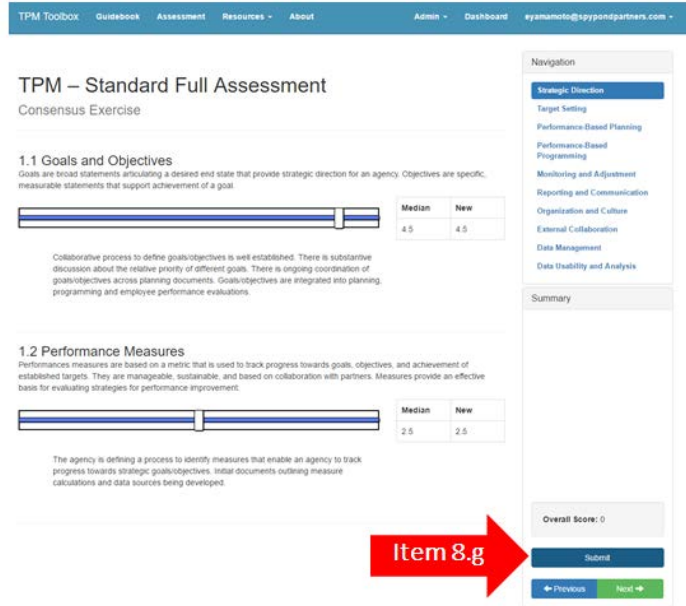 TPM Toolbox Guidebook Assessment Resources About Admin Dashboard eyamamoto@spypondpartners.com
TPM – Standard Full Assessment
Consensus Exercise
1.1 Goals and Objectives
Goals are broad statements articulating a desired end state that provide strategic direction for an agency. Objectives are specific,
measurable statements that support achievement of a goal.
Median New
4.5 4.5
Collaborative process to define goals/objectives is well established. There is substantive
discussion about the relative priority of different goals. There is ongoing coordination of
goals/objectives across planning documents. Goals/objectives are integrated into planning,
programming and employee performance evaluations.
1.2 Performance Measures
Performances measures are based on a metric that is used to track progress towards goals, objectives, and achievement of
established targets. They are manageable, sustainable, and based on collaboration with partners. Measures provide an effective
basis for evaluating strategies for performance improvement.
Median New
2.5 2.5
The agency is defining a process to identify measures that enable an agency to track
progress towards strategic goals/objectives. Initial documents outlining measure
calculations and data sources being developed.
Navigation
Strategic Direction
Target Setting
Performance-Based Planning
Performance-Based
Programming
Monitoring and Adjustment
Reporting and Communication
Organization and Culture
External Collaboration
Data Management
Data Usability and Analysis
Summary
Overall Score: 0
Item 8.g
Submit
← Previous Next →